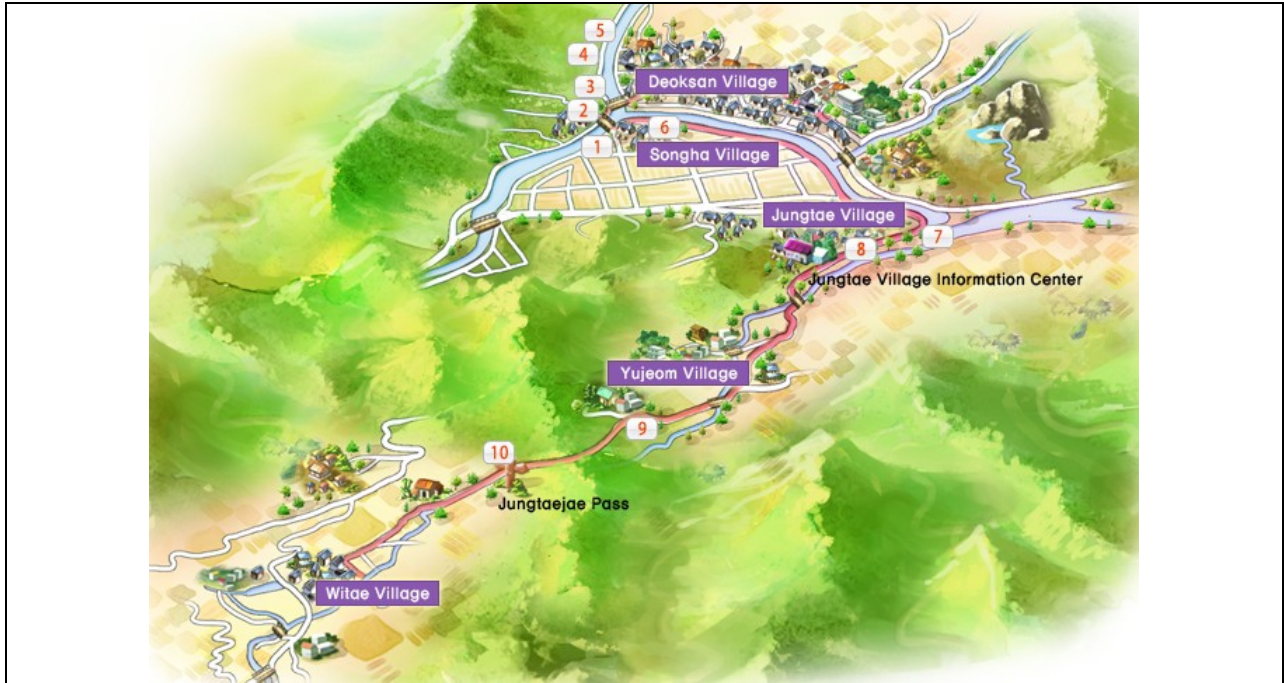 5
4
Deoksan Village
3
2
6
1
Songha Village
Jungtae Village
7
8
Jungtae Village Information Center
Yujeom Village
9
10
Jungtaejae Pass
Witae Village